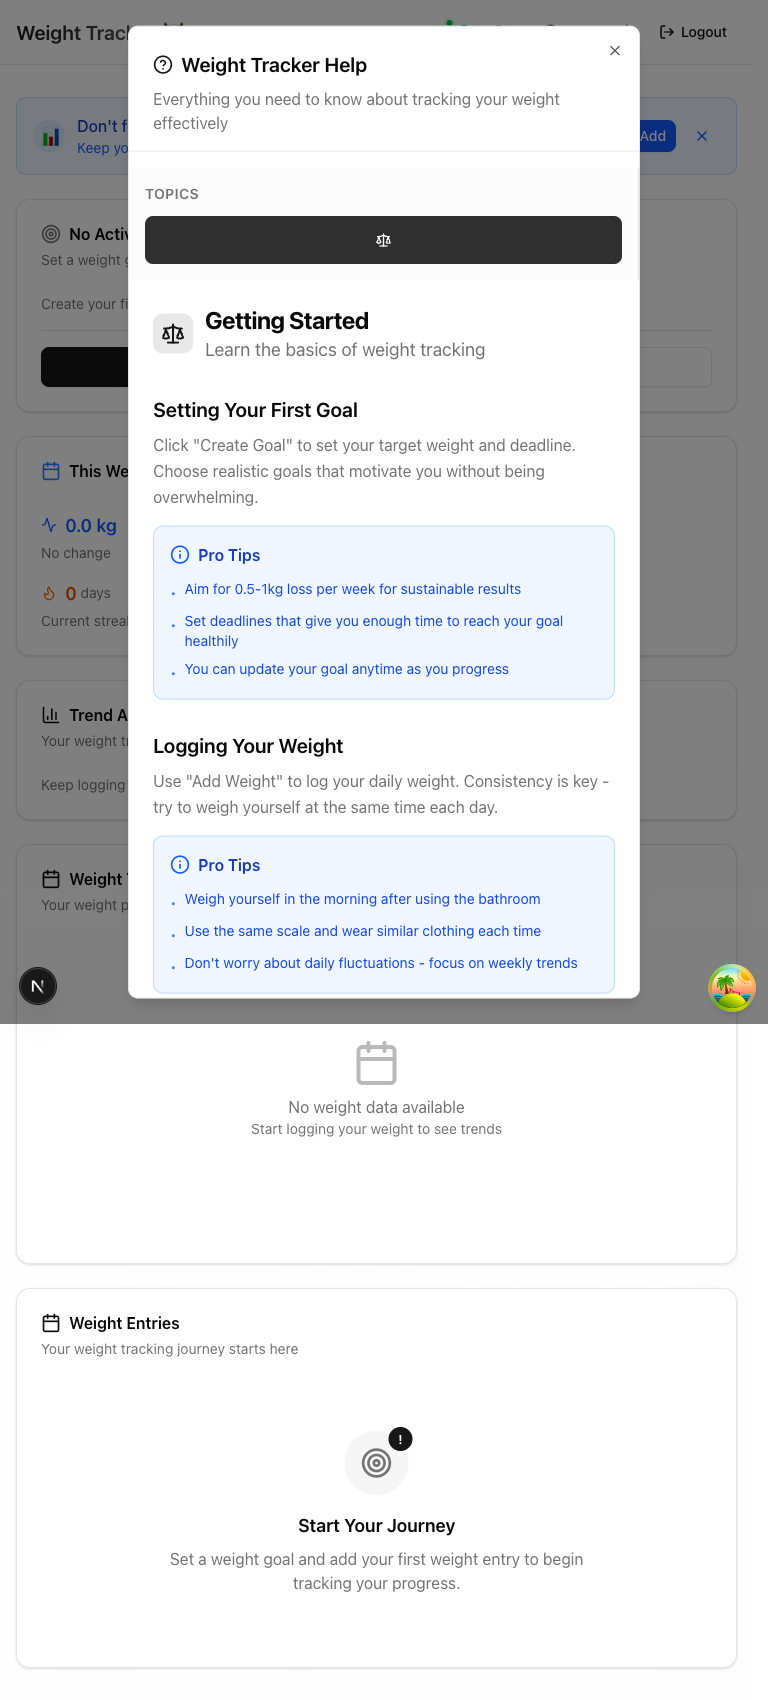 Weight Trac
Logout
Weight Tracker Help
Everything you need to know about tracking your weight
effectively
Don't f
Keep yo
Add
TOPICS
No Activ
Set a weight g
Create your fi
Getting Started
Learn the basics of weight tracking
Setting Your First Goal
Click "Create Goal" to set your target weight and deadline.
Choose realistic goals that motivate you without being
overwhelming.
This We
0.0 kg
No change
0 days
Current strea
Pro Tips
• Aim for 0.5-1kg loss per week for sustainable results
• Set deadlines that give you enough time to reach your goal
healthily
• You can update your goal anytime as you progress
Trend A
Your weight tr
Keep logging
Logging Your Weight
Use "Add Weight" to log your daily weight. Consistency is key -
try to weigh yourself at the same time each day.
Weight T
Your weight p
Pro Tips
• Weigh yourself in the morning after using the bathroom
• Use the same scale and wear similar clothing each time
• Don't worry about daily fluctuations - focus on weekly trends
N
No weight data available
Start logging your weight to see trends
Weight Entries
Your weight tracking journey starts here
!
Start Your Journey
Set a weight goal and add your first weight entry to begin
tracking your progress.